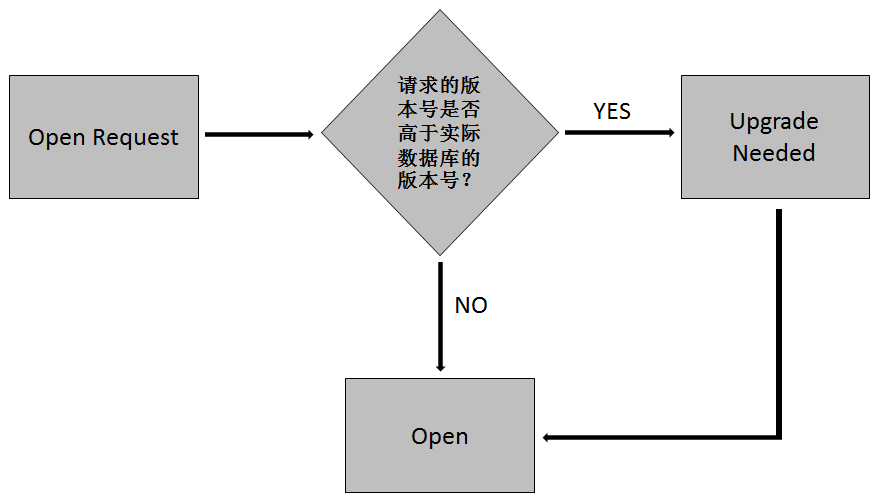 Open Request
请求的版
本号是否
高于实际
数据库的
版本号？
YES
Upgrade
Needed
NO
Open